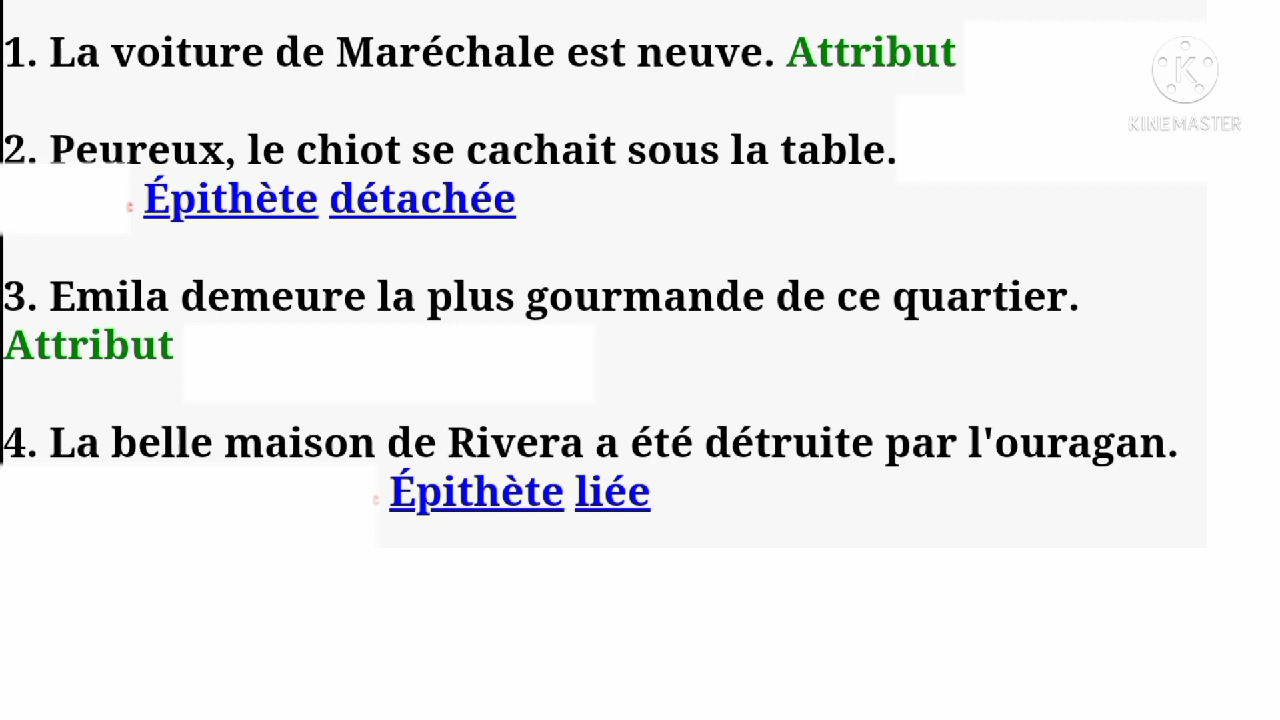 1. La voiture de Maréchale est neuve. Attribut
KINEMASTER
2. Peureux, le chiot se cachait sous la table.
Épithète détachée
3. Emila demeure la plus gourmande de ce quartier.
Attribut
4. La belle maison de Rivera a été détruite par l'ouragan.
Épithète liée